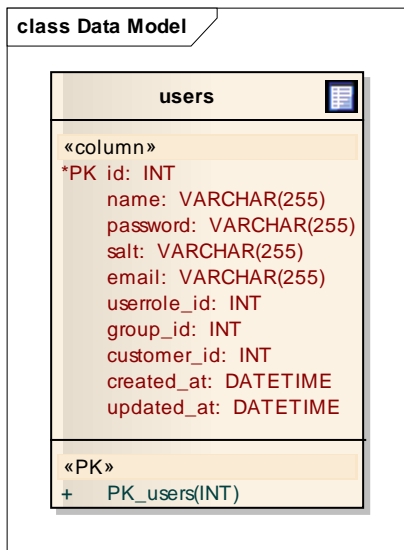 class Data Model
users
«column»
*PK id: INT
name: VARCHAR(255)
password: VARCHAR(255)
salt: VARCHAR(255)
email: VARCHAR(255)
userrole_id: INT
group_id: INT
customer_id: INT
created_at: DATETIME
updated_at: DATETIME
«PK»
+ PK_users(INT)